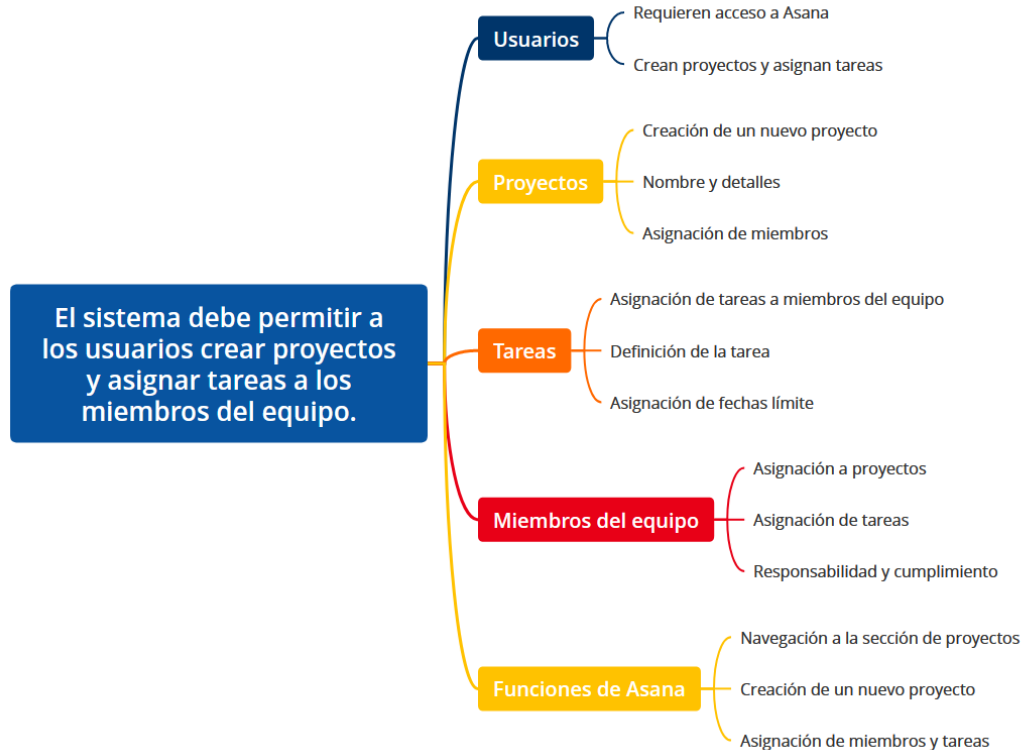 El sistema debe permitir a
los usuarios crear proyectos
y asignar tareas a los
miembros del equipo.
Usuarios
Requieren acceso a Asana
Crean proyectos y asignan tareas
Proyectos
Creación de un nuevo proyecto
Nombre y detalles
Asignación de miembros
Tareas
Asignación de tareas a miembros del equipo
Definición de la tarea
Asignación de fechas límite
Miembros del equipo
Asignación a proyectos
Asignación de tareas
Responsabilidad y cumplimiento
Funciones de Asana
Navegación a la sección de proyectos
Creación de un nuevo proyecto
Asignación de miembros y tareas